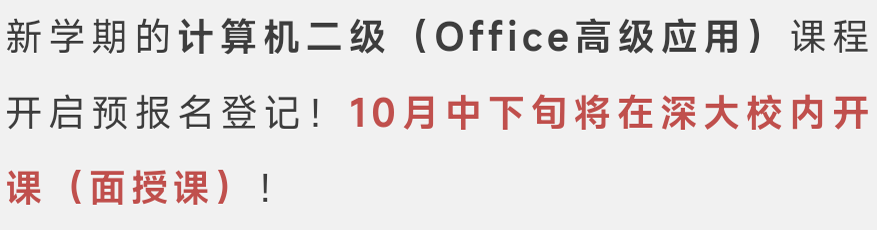 新学期的计算机二级（Office高级应用）课程
开启预报名登记！10月中下旬将在深大校内开
课（面授课）！